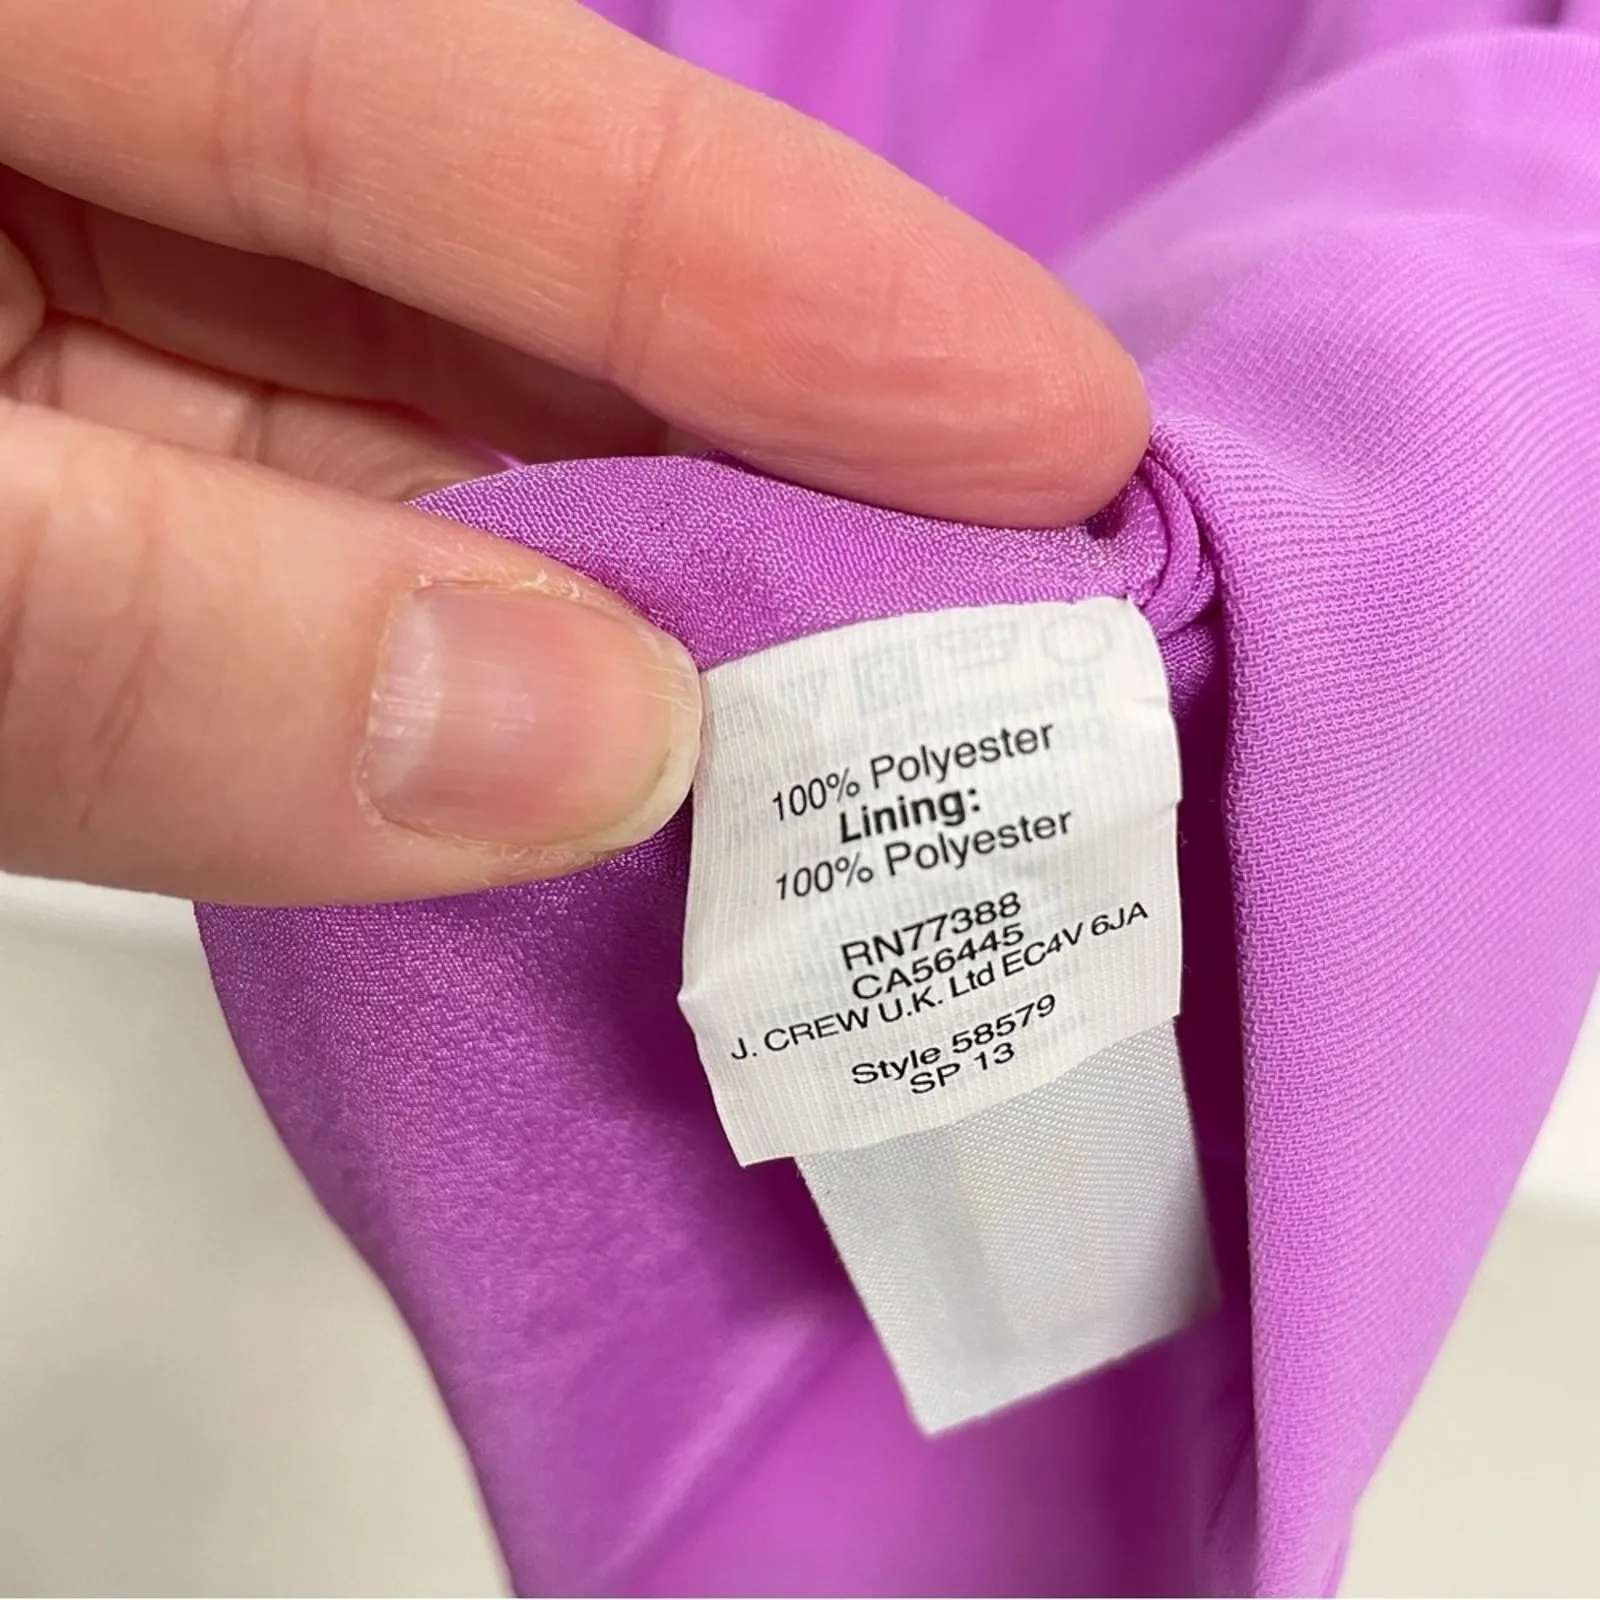 100% Polyester
Lining:
100% Polyester
RN77388
CA56445
J. CREW U.K. Ltd EC4V 6JA
Style 58579
SP 13